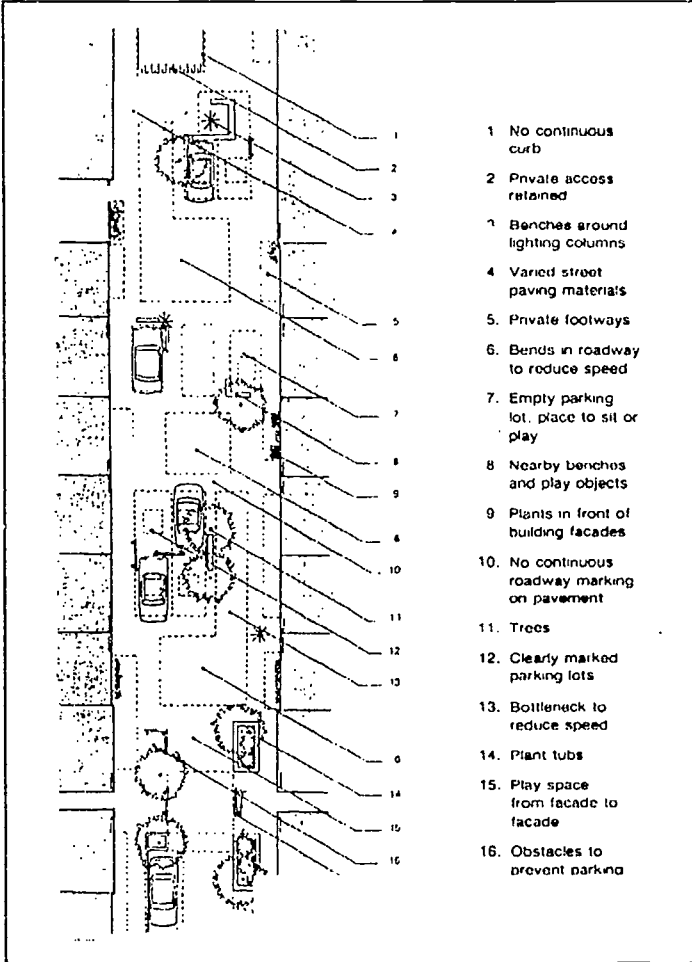 1
2
3
4
5
6
7
8
9
6
10
11
12
13
6
14
15
16
1 No continuous
curb
2 Private access
retained
3 Benches around
lighting columns
4 Varied street
paving materials
5. Private footways
6. Bends in roadway
to reduce speed
7. Empty parking
lot, place to sit or
play
8 Nearby benches
and play objects
9 Plants in front of
building facades
10. No continuous
roadway marking
on pavement
11. Trees
12. Clearly marked
parking lots
13. Bottleneck to
reduce speed
14. Plant tubs
15. Play space
from facade to
facade
16. Obstacles to
prevent parking